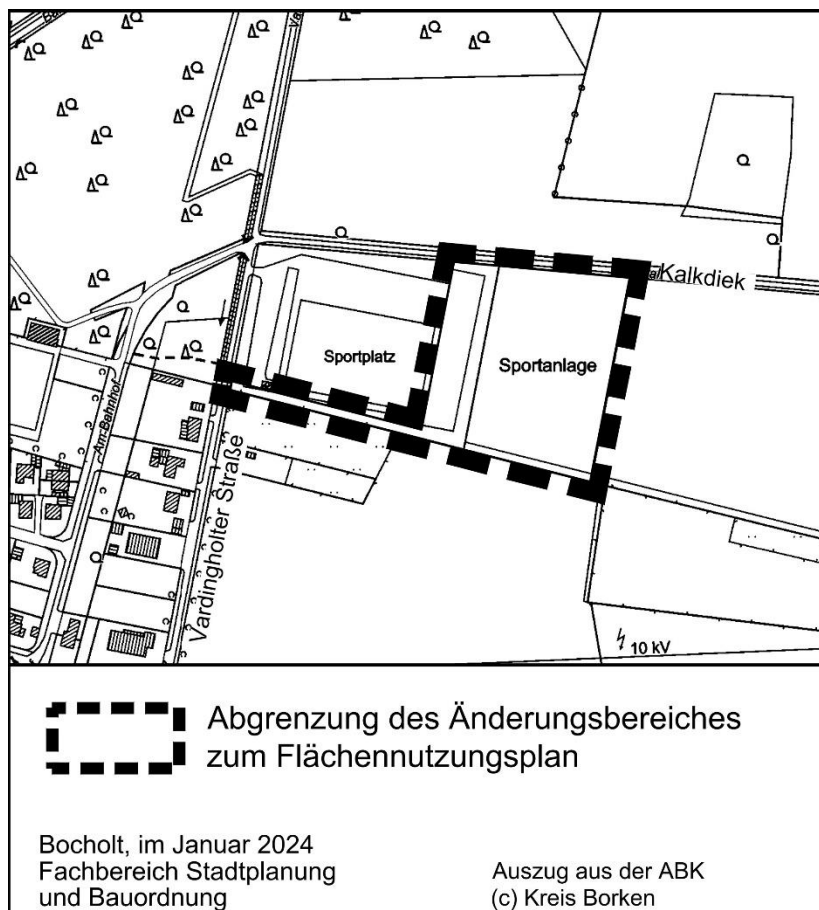 Kalkdiek
Sportplatz
Sportanlage
Am Bahnhof
Vardingholter Straße
10 kV
Abgrenzung des Änderungsbereiches
zum Flächennutzungsplan
Bocholt, im Januar 2024
Fachbereich Stadtplanung
und Bauordnung
Auszug aus der ABK
(c) Kreis Borken